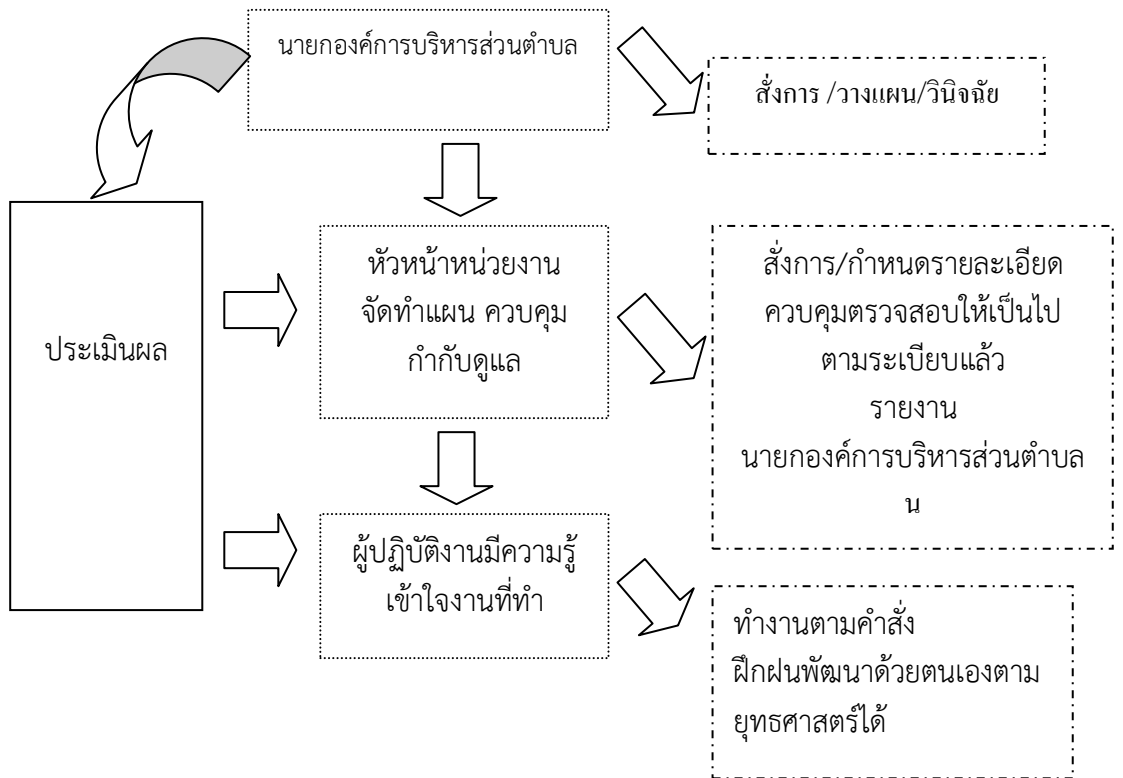 นายกองค์การบริหารส่วนตำบล
สั่งการ /วางแผน/วินิจฉัย
ประเมินผล
หัวหน้าหน่วยงาน
จัดทำแผน ควบคุม
กำกับดูแล
สั่งการ/กำหนดรายละเอียด
ควบคุมตรวจสอบให้เป็นไป
ตามระเบียบแล้ว
รายงาน
นายกองค์การบริหารส่วนตำบล
น
ผู้ปฏิบัติงานมีความรู้
เข้าใจงานที่ทำ
ทำงานตามคำสั่ง
ฝึกฝนพัฒนาด้วยตนเองตาม
ยุทธศาสตร์ได้